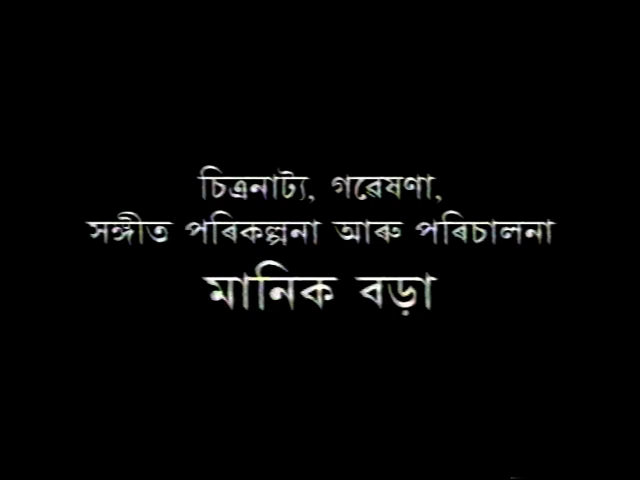 চিত্ৰনাট্য, গৱেষণা,
সঙ্গীত পৰিকল্পনা আৰু পৰিচালনা
মানিক বড়া